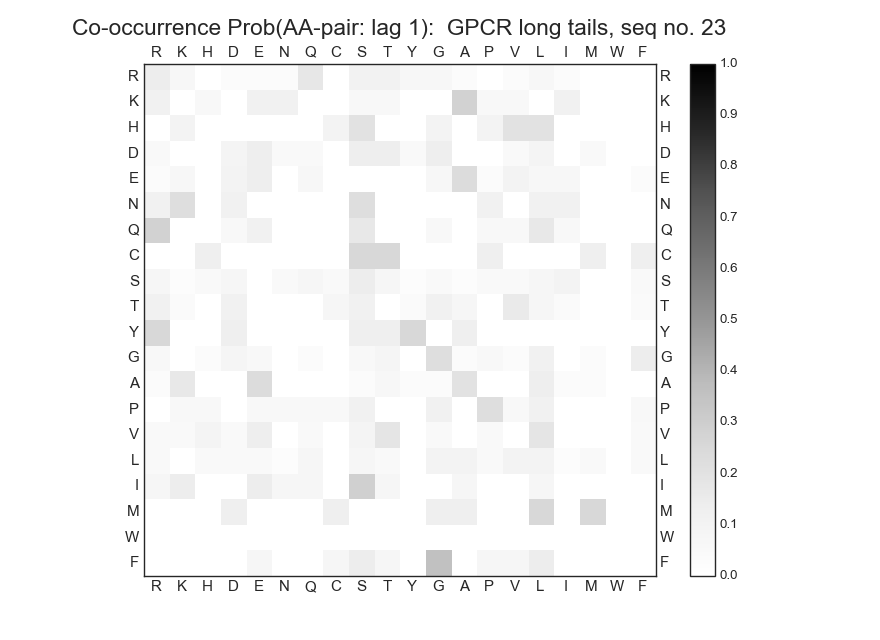 Co-occurrence Prob(AA-pair: lag 1):  GPCR long tails, seq no. 23
R K H D E N Q C S T Y G A P V L I M W F
R R 1.0
K K 0.9
H H
D D 0.8
E E
N N 0.7
Q Q
C C 0.6
S S
T T 0.5
Y Y
G G 0.4
A A
P P 0.3
V V
L L 0.2
I I
M M 0.1
W W
F F 0.0
R K H D E N Q C S T Y G A P V L I M W F